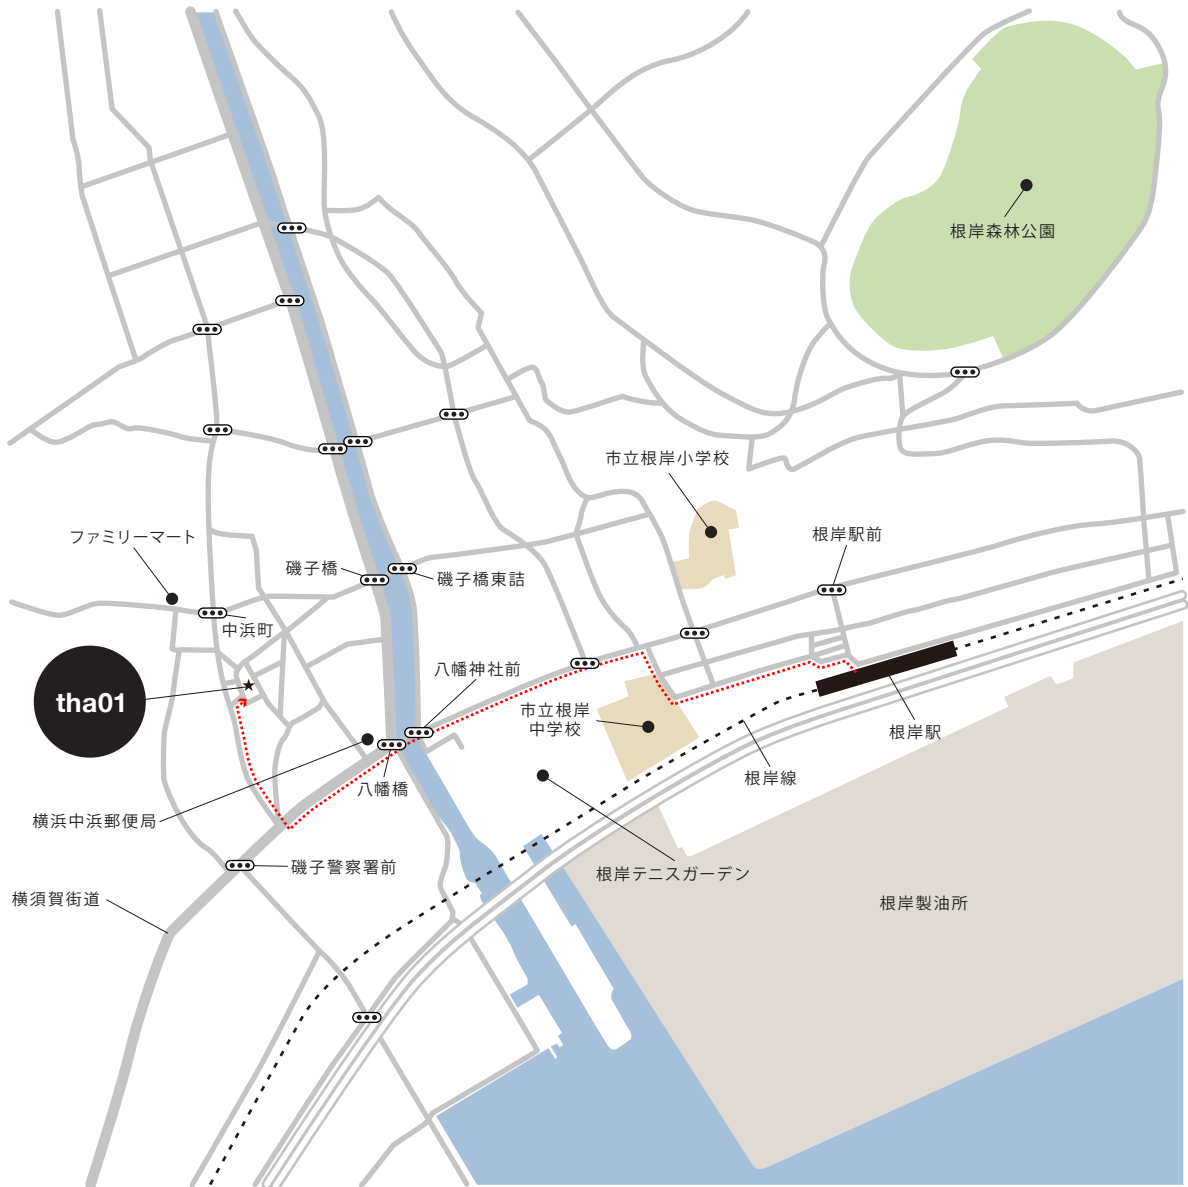 根岸森林公園
市立根岸小学校
ファミリーマート
根岸駅前
磯子橋
磯子橋東詰
中浜町
八幡神社前
tha01
市立根岸
中学校
根岸駅
根岸線
八幡橋
横浜中浜郵便局
磯子警察署前
根岸テニスガーデン
横須賀街道
根岸製油所